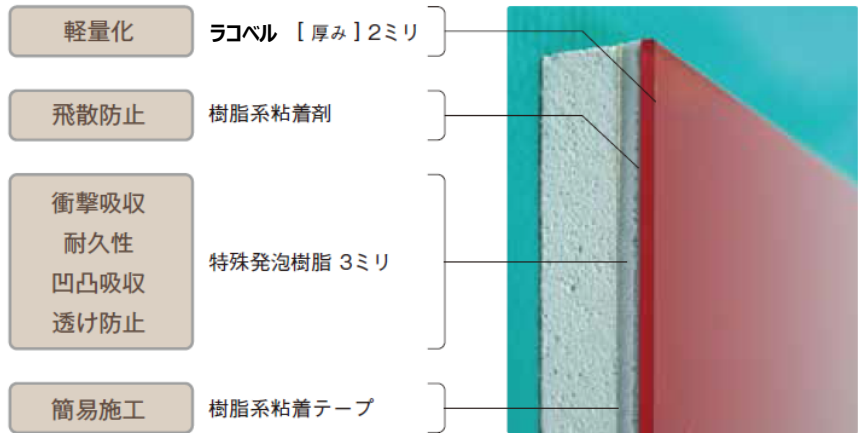 軽量化 ラコベル [ 厚み ] 2ミリ
飛散防止 樹脂系粘着剤
衝撃吸収
耐久性
凹凸吸収
透け防止
特殊発泡樹脂 3ミリ
簡易施工 樹脂系粘着テープ